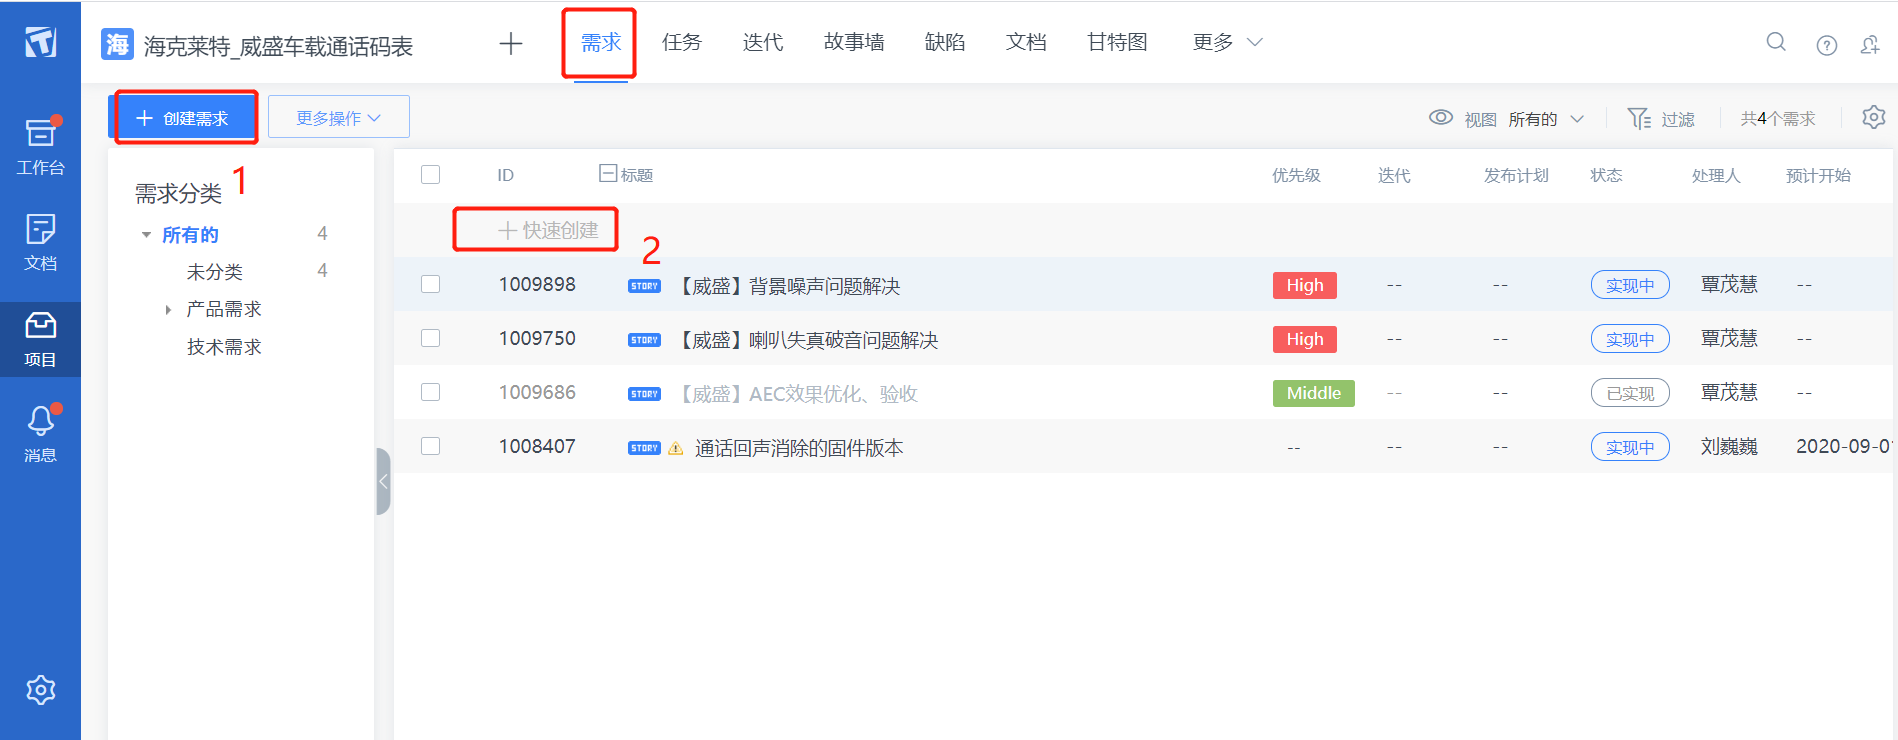 海 海克莱特_威盛车载通话码表 需求 任务 迭代 故事墙 缺陷 文档 甘特图 更多
创建需求 更多操作 视图 所有的 过滤 共4个需求
工作台
文档
项目
消息
需求分类 1
所有的 4
未分类 4
产品需求
技术需求
ID 标题 优先级 迭代 发布计划 状态 处理人 预计开始
快速创建 2
1009898 STORY 【威盛】背景噪声问题解决 High -- -- 实现中 覃茂慧 --
1009750 STORY 【威盛】喇叭失真破音问题解决 High -- -- 实现中 覃茂慧 --
1009686 STORY 【威盛】AEC效果优化、验收 Middle -- -- 已实现 覃茂慧 --
1008407 STORY 通话回声消除的固件版本 -- -- -- 实现中 刘巍巍 2020-09-0